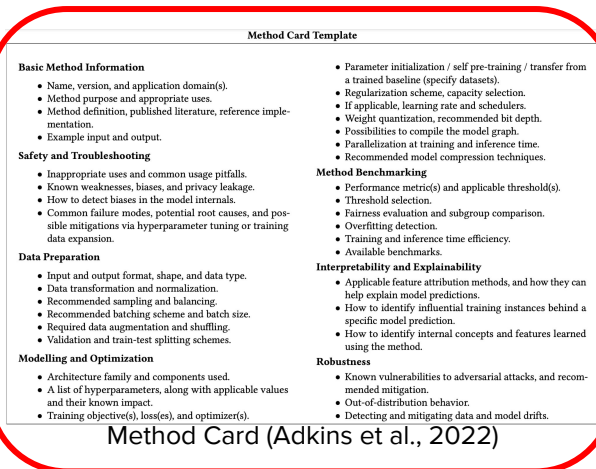 Method Card Template
Basic Method Information
• Name, version, and application domain(s).
• Method purpose and appropriate uses.
• Method definition, published literature, reference imple-
mentation.
• Example input and output.
Safety and Troubleshooting
• Inappropriate uses and common usage pitfalls.
• Known weaknesses, biases, and privacy leakage.
• How to detect biases in the model internals.
• Common failure modes, potential root causes, and pos-
sible mitigations via hyperparameter tuning or training
data expansion.
Data Preparation
• Input and output format, shape, and data type.
• Data transformation and normalization.
• Recommended sampling and balancing.
• Recommended batching scheme and batch size.
• Required data augmentation and shuffling.
• Validation and train-test splitting schemes.
Modelling and Optimization
• Architecture family and components used.
• A list of hyperparameters, along with applicable values
and their known impact.
• Training objective(s), loss(es), and optimizer(s).
• Parameter initialization / self pre-training / transfer from
a trained baseline (specify datasets).
• Regularization scheme, capacity selection.
• If applicable, learning rate and schedulers.
• Weight quantization, recommended bit depth.
• Possibilities to compile the model graph.
• Parallelization at training and inference time.
• Recommended model compression techniques.
Method Benchmarking
• Performance metric(s) and applicable threshold(s).
• Threshold selection.
• Fairness evaluation and subgroup comparison.
• Overfitting detection.
• Training and inference time efficiency.
• Available benchmarks.
Interpretability and Explainability
• Applicable feature attribution methods, and how they can
help explain model predictions.
• How to identify influential training instances behind a
specific model prediction.
• How to identify internal concepts and features learned
using the method.
Robustness
• Known vulnerabilities to adversarial attacks, and recom-
mended mitigation.
• Out-of-distribution behavior.
• Detecting and mitigating data and model drifts.
Method Card (Adkins et al., 2022)